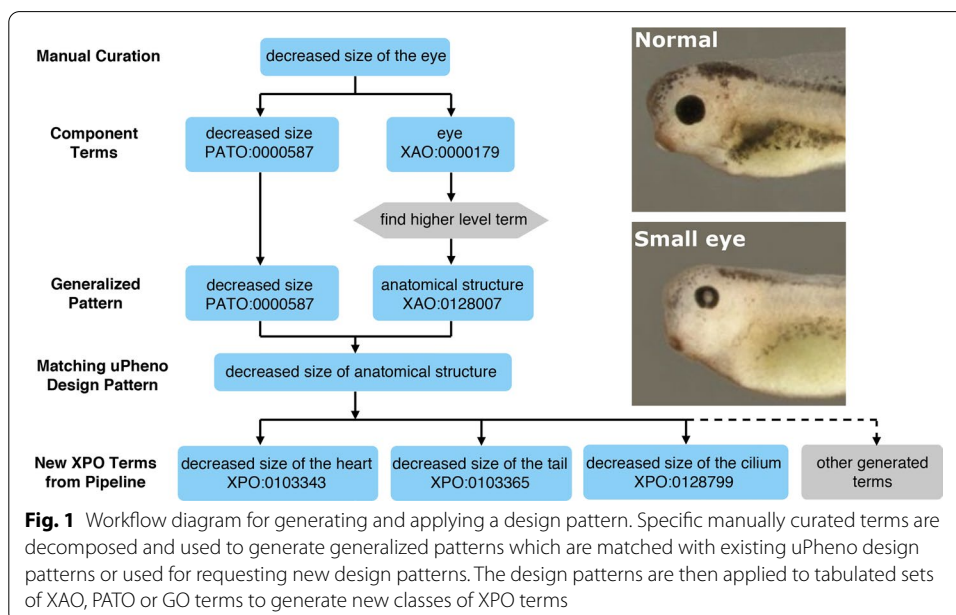 Manual Curation
decreased size of the eye
Normal
Component
Terms
decreased size
PATO:0000587
eye
XAO:0000179
find higher level term
Small eye
Generalized
Pattern
decreased size
PATO:0000587
anatomical structure
XAO:0128007
Matching uPheno
Design Pattern
decreased size of anatomical structure
New XPO Terms
from Pipeline
decreased size of the heart
XPO:0103343
decreased size of the tail
XPO:0103365
decreased size of the cilium
XPO:0128799
other generated
terms
Fig. 1 Workflow diagram for generating and applying a design pattern. Specific manually curated terms are
decomposed and used to generate generalized patterns which are matched with existing uPheno design
patterns or used for requesting new design patterns. The design patterns are then applied to tabulated sets
of XAO, PATO or GO terms to generate new classes of XPO terms